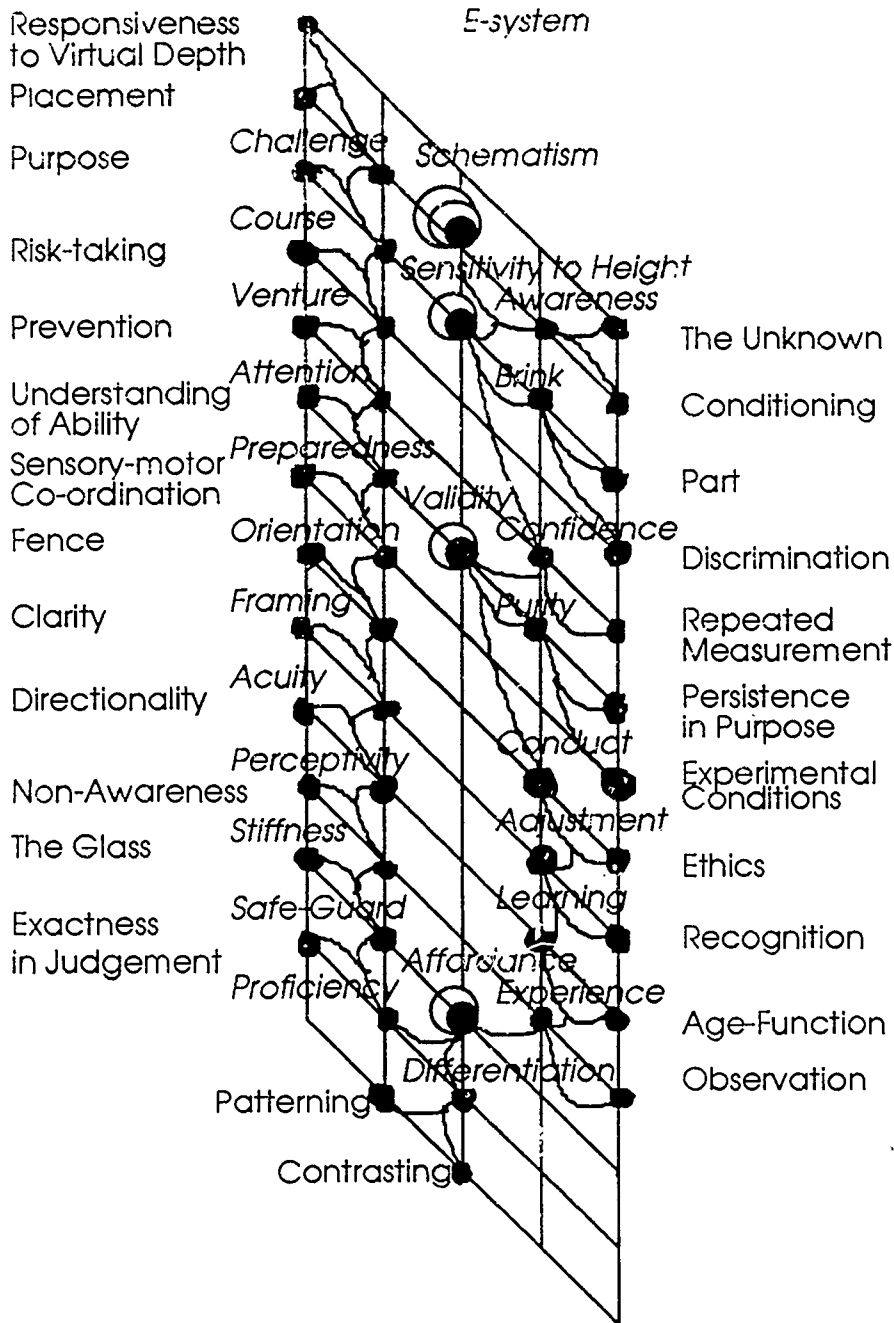 E-system
Responsiveness
to Virtual Depth
Placement
Challenge
Schematism
Purpose
Course
Risk-taking
Sensitivity to Height
Venture
Awareness
Prevention
The Unknown
Attention
Brink
Understanding
of Ability
Conditioning
Preparedness
Sensory-motor
Co-ordination
Validity
Part
Orientation
Confidence
Fence
Discrimination
Framing
Purity
Clarity
Repeated
Measurement
Acuity
Directionality
Persistence
in Purpose
Perceptivity
Conduct
Non-Awareness
Experimental
Conditions
Stiffness
Adjustment
The Glass
Ethics
Safe-Guard
Learning
Exactness
in Judgement
Recognition
Affordance
Proficiency
Experience
Age-Function
Differentiation
Observation
Patterning
Contrasting